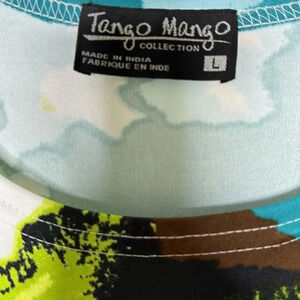 Tango Mango
COLLECTION
MADE IN INDIA
FABRIQUE EN INDE
L